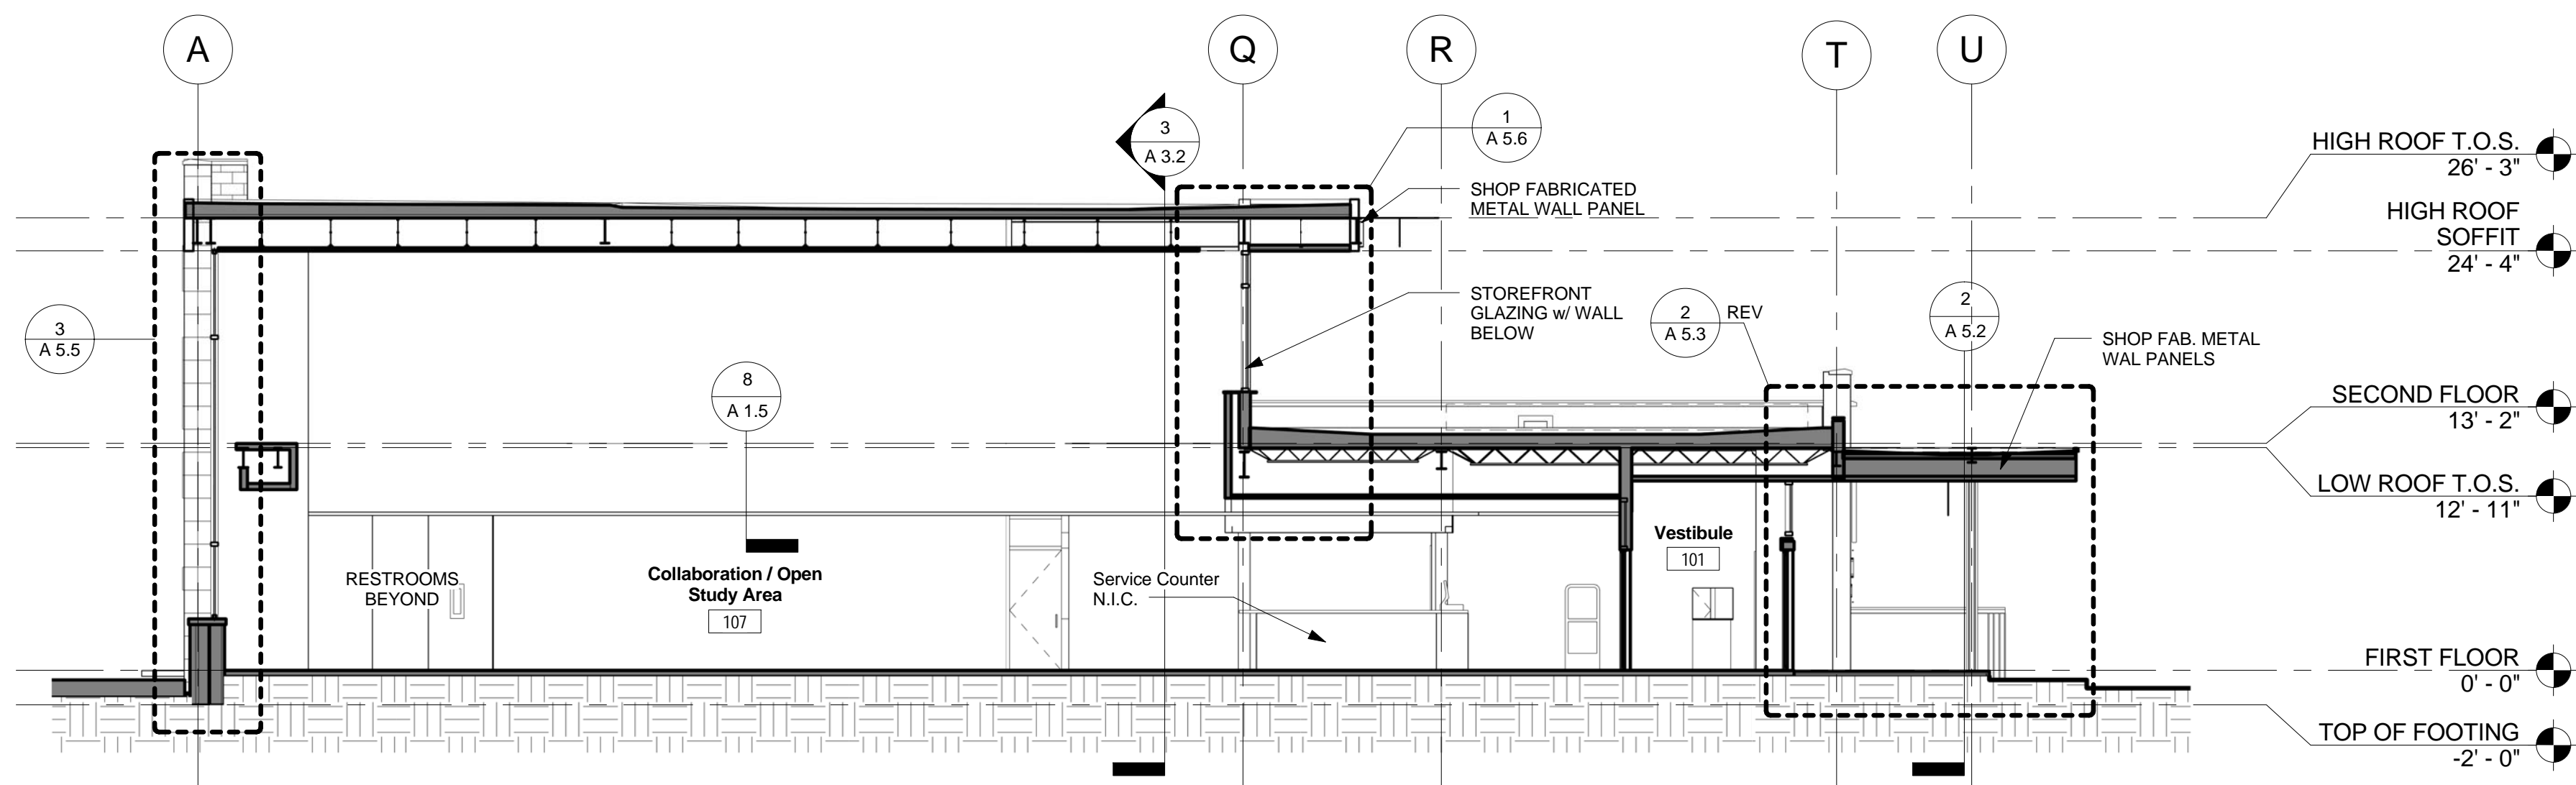 A
Q
R
T
U
3
A 3.2
1
A 5.6
HIGH ROOF T.O.S.
26' - 3"
SHOP FABRICATED
METAL WALL PANEL
HIGH ROOF
SOFFIT
24' - 4"
3
A 5.5
STOREFRONT
GLAZING w/ WALL
BELOW
2
A 5.3
REV
2
A 5.2
SHOP FAB. METAL
WAL PANELS
8
A 1.5
SECOND FLOOR
13' - 2"
LOW ROOF T.O.S.
12' - 11"
Vestibule
101
RESTROOMS
BEYOND
Collaboration / Open
Study Area
107
Service Counter
N.I.C.
FIRST FLOOR
0' - 0"
TOP OF FOOTING
-2' - 0"